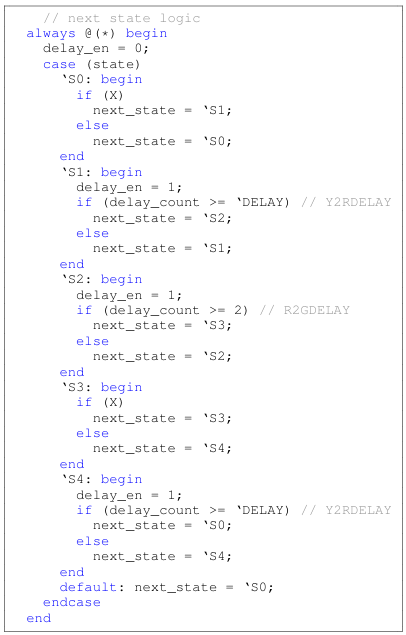 // next state logic
always @(*) begin
delay_en = 0;
case (state)
‘S0: begin
if (X)
next_state = ‘S1;
else
next_state = ‘S0;
end
‘S1: begin
delay_en = 1;
if (delay_count >= ‘DELAY) // Y2RDELAY
next_state = ‘S2;
else
next_state = ‘S1;
end
‘S2: begin
delay_en = 1;
if (delay_count >= 2) // R2GDELAY
next_state = ‘S3;
else
next_state = ‘S2;
end
‘S3: begin
if (X)
next_state = ‘S3;
else
next_state = ‘S4;
end
‘S4: begin
delay_en = 1;
if (delay_count >= ‘DELAY) // Y2RDELAY
next_state = ‘S0;
else
next_state = ‘S4;
end
default: next_state = ‘S0;
endcase
end